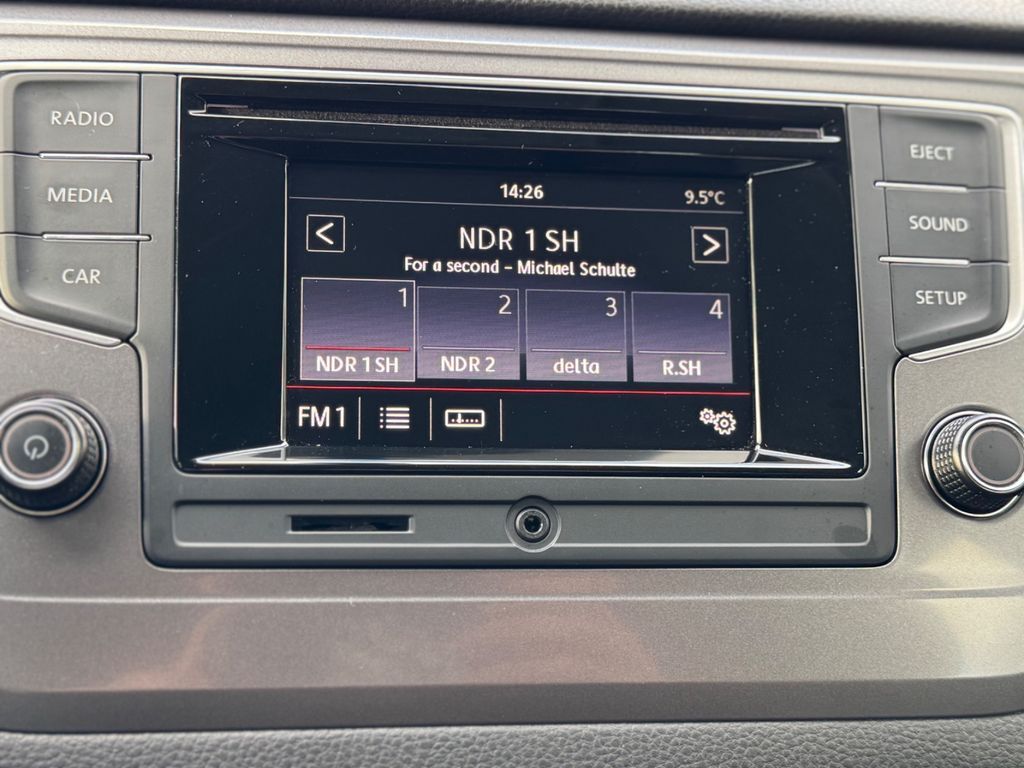 RADIO
MEDIA
CAR
14:26
9.5°C
<
NDR 1 SH
>
For a second - Michael Schulte
1
2
3
4
NDR 1 SH
NDR 2
delta
R.SH
FM 1
EJECT
SOUND
SETUP